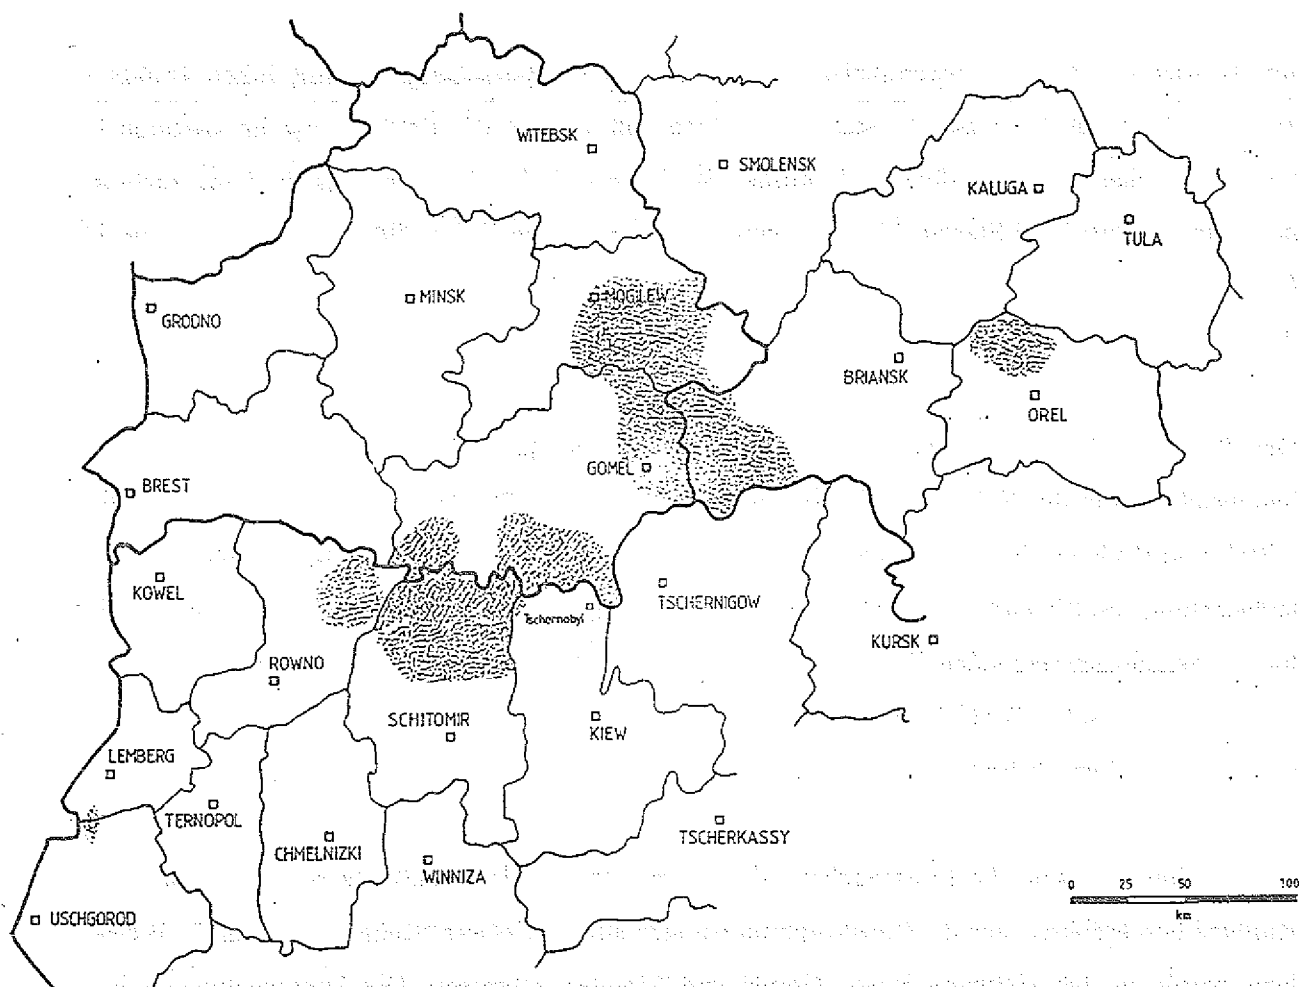 WITEBSK
SMOLENSK
KALUGA
TULA
MOGILEW
MINSK
GRODNO
BRIANSK
OREL
GOMEL
BREST
KOWEL
Tschernobyl
TSCHERNIGOW
KURSK
ROWNO
SCHITOMIR
KIEW
LEMBERG
TERNOPOL
TSCHERKASSY
CHMELNIZKI
WINNIZA
USCHGOROD
0 25 50 100
km